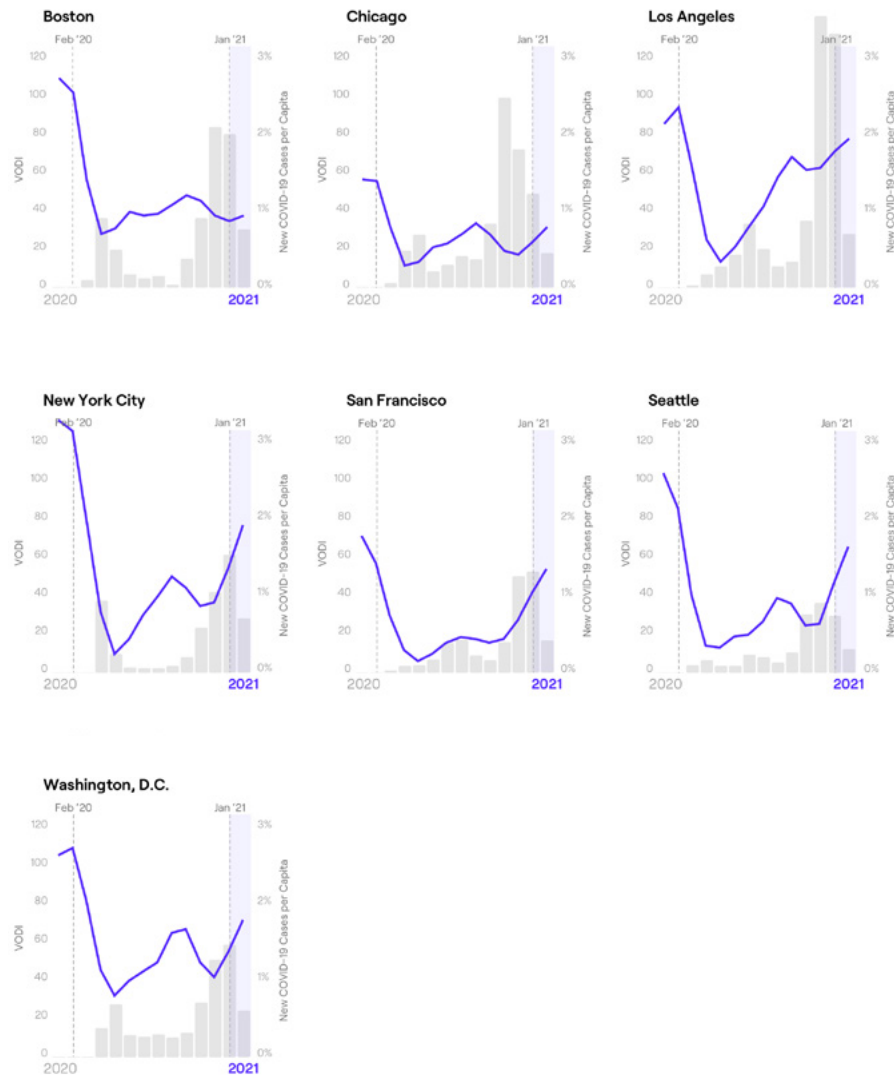 Boston
Feb '20
Jan '21
120
100
80
60
40
20
0
VODI
3%
2%
1%
0%
New COVID-19 Cases per Capita
2020
2021
Chicago
Feb '20
Jan '21
120
100
80
60
40
20
0
VODI
3%
2%
1%
0%
New COVID-19 Cases per Capita
2020
2021
Los Angeles
Feb '20
Jan '21
120
100
80
60
40
20
0
VODI
3%
2%
1%
0%
New COVID-19 Cases per Capita
2020
2021
New York City
Feb '20
Jan '21
120
100
80
60
40
20
0
VODI
3%
2%
1%
0%
New COVID-19 Cases per Capita
2020
2021
San Francisco
Feb '20
Jan '21
120
100
80
60
40
20
0
VODI
3%
2%
1%
0%
New COVID-19 Cases per Capita
2020
2021
Seattle
Feb '20
Jan '21
120
100
80
60
40
20
0
VODI
3%
2%
1%
0%
New COVID-19 Cases per Capita
2020
2021
Washington, D.C.
Feb '20
Jan '21
120
100
80
60
40
20
0
VODI
3%
2%
1%
0%
New COVID-19 Cases per Capita
2020
2021